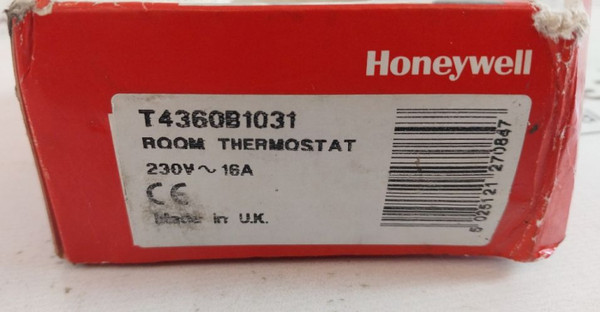 Honeywell
T4360B1031
ROOM THERMOSTAT
230V ~ 16A
CE
Made in U.K.
5 025121 270847